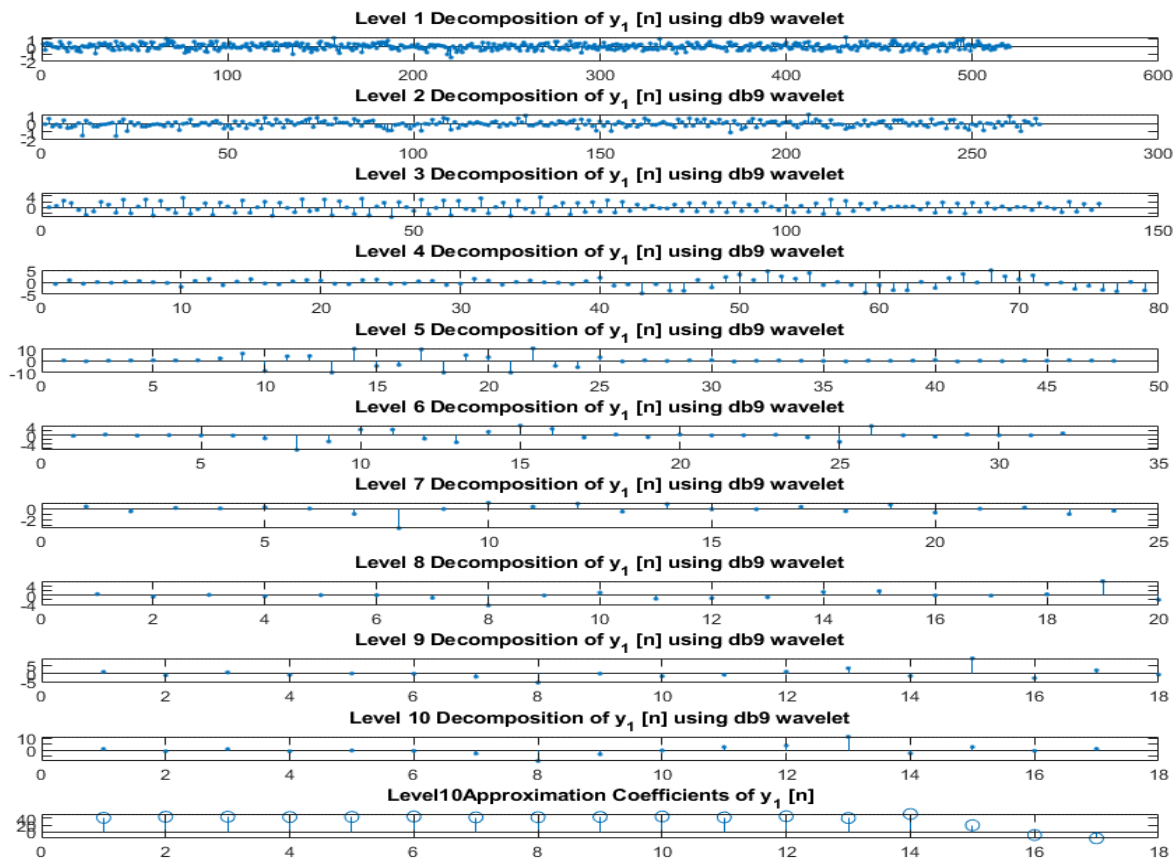 Level 1 Decomposition of y1 [n] using db9 wavelet
1
0
-1
-2
0 100 200 300 400 500 600
Level 2 Decomposition of y1 [n] using db9 wavelet
1
0
-1
-2
0 50 100 150 200 250 300
Level 3 Decomposition of y1 [n] using db9 wavelet
4
2
0
0 50 100 150
Level 4 Decomposition of y1 [n] using db9 wavelet
5
0
-5
0 10 20 30 40 50 60 70 80
Level 5 Decomposition of y1 [n] using db9 wavelet
10
0
-10
0 5 10 15 20 25 30 35 40 45 50
Level 6 Decomposition of y1 [n] using db9 wavelet
4
2
0
-2
-4
0 5 10 15 20 25 30 35
Level 7 Decomposition of y1 [n] using db9 wavelet
0
-2
0 5 10 15 20 25
Level 8 Decomposition of y1 [n] using db9 wavelet
4
2
0
-4
0 2 4 6 8 10 12 14 16 18 20
Level 9 Decomposition of y1 [n] using db9 wavelet
5
0
-5
0 2 4 6 8 10 12 14 16 18
Level 10 Decomposition of y1 [n] using db9 wavelet
10
0
0 2 4 6 8 10 12 14 16 18
Level10Approximation Coefficients of y1 [n]
40
20
0
0 2 4 6 8 10 12 14 16 18